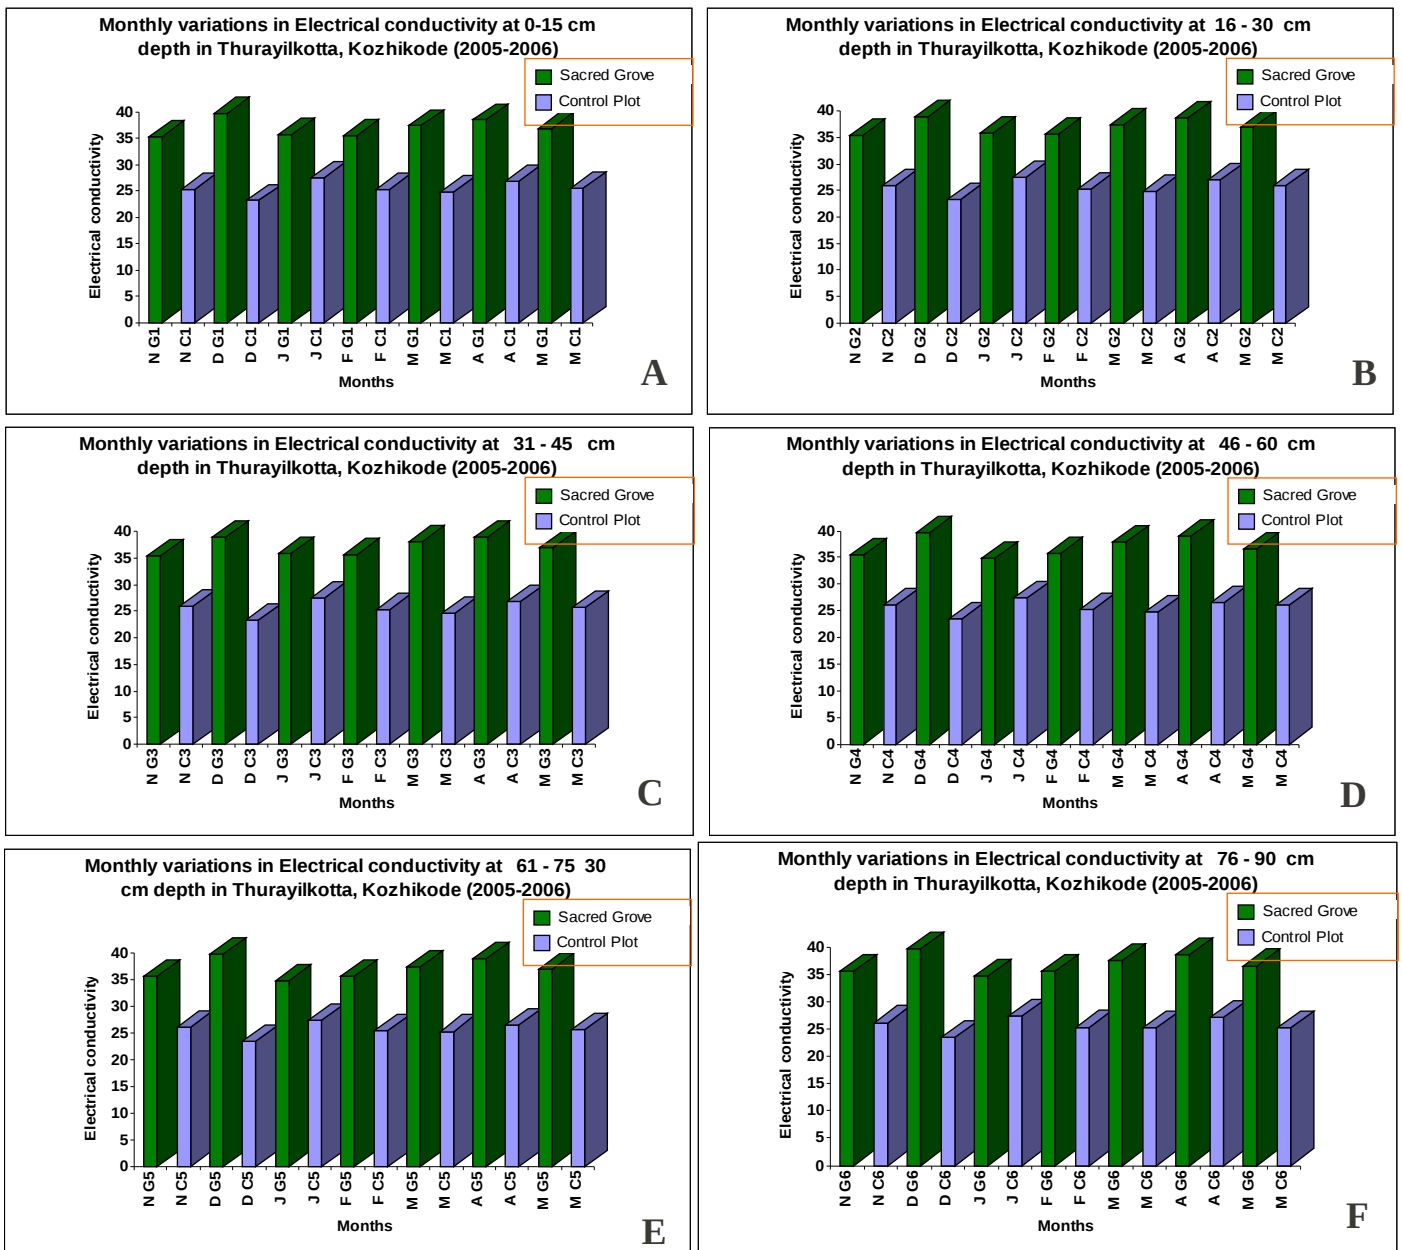 Monthly variations in Electrical conductivity at 0-15 cm
depth in Thurayilkotta, Kozhikode (2005-2006)
Sacred Grove
Control Plot
Electrical conductivity
40
35
30
25
20
15
10
5
0
N G1
N C1
D G1
D C1
J G1
J C1
F G1
F C1
M G1
M C1
A G1
A C1
M G1
M C1
Months
A
Monthly variations in Electrical conductivity at 16 - 30 cm
depth in Thurayilkotta, Kozhikode (2005-2006)
Sacred Grove
Control Plot
Electrical conductivity
40
35
30
25
20
15
10
5
0
N G2
N C2
D G2
D C2
J G2
J C2
F G2
F C2
M G2
M C2
A G2
A C2
M G2
M C2
Months
B
Monthly variations in Electrical conductivity at 31 - 45 cm
depth in Thurayilkotta, Kozhikode (2005-2006)
Sacred Grove
Control Plot
Electrical conductivity
40
35
30
25
20
15
10
5
0
N G3
N C3
D G3
D C3
J G3
J C3
F G3
F C3
M G3
M C3
A G3
A C3
M G3
M C3
Months
C
Monthly variations in Electrical conductivity at 46 - 60 cm
depth in Thurayilkotta, Kozhikode (2005-2006)
Sacred Grove
Control Plot
Electrical conductivity
40
35
30
25
20
15
10
5
0
N G4
N C4
D G4
D C4
J G4
J C4
F G4
F C4
M G4
M C4
A G4
A C4
M G4
M C4
Months
D
Monthly variations in Electrical conductivity at 61 - 75 30
cm depth in Thurayilkotta, Kozhikode (2005-2006)
Sacred Grove
Control Plot
Electrical conductivity
40
35
30
25
20
15
10
5
0
N G5
N C5
D G5
D C5
J G5
J C5
F G5
F C5
M G5
M C5
A G5
A C5
M G5
M C5
Months
E
Monthly variations in Electrical conductivity at 76 - 90 cm
depth in Thurayilkotta, Kozhikode (2005-2006)
Sacred Grove
Control Plot
Electrical conductivity
40
35
30
25
20
15
10
5
0
N G6
N C6
D G6
D C6
J G6
J C6
F G6
F C6
M G6
M C6
A G6
A C6
M G6
M C6
Months
F